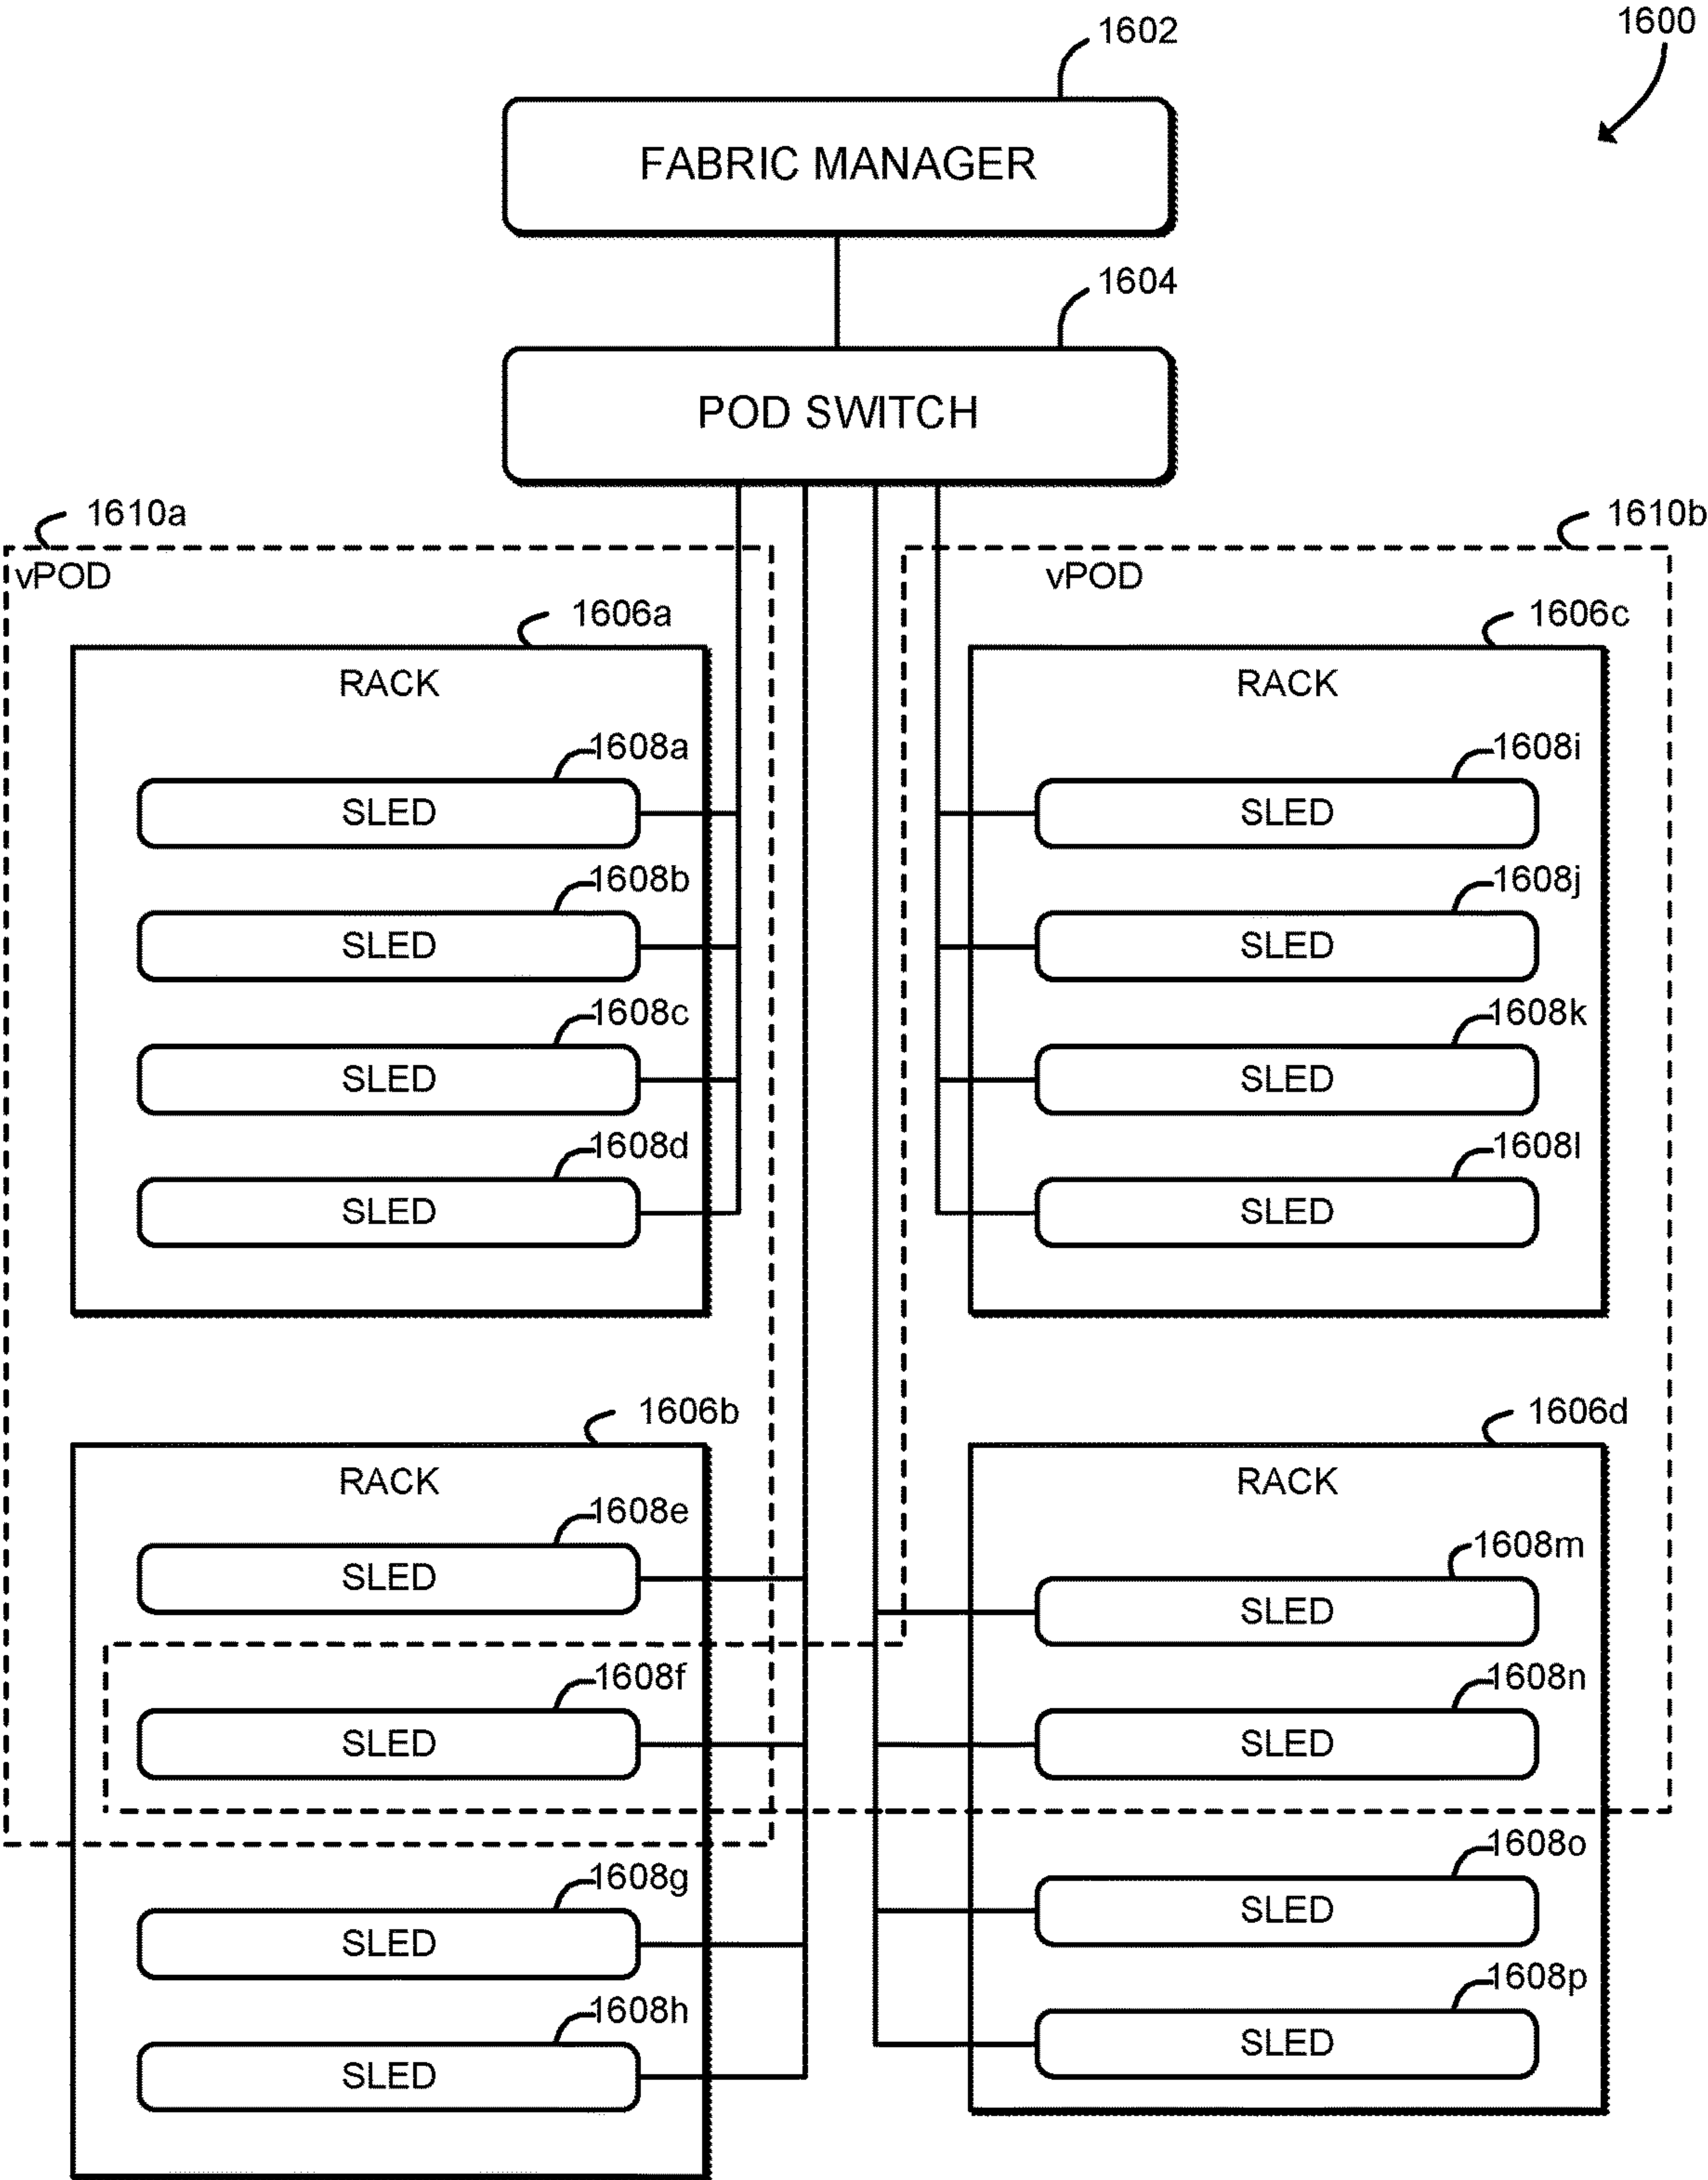 1600
1602
FABRIC MANAGER
1604
POD SWITCH
1610a
vPOD
1606a
RACK
1608a
SLED
1608b
SLED
1608c
SLED
1608d
SLED
1606b
RACK
1608e
SLED
1608f
SLED
1608g
SLED
1608h
SLED
1610b
vPOD
1606c
RACK
1608i
SLED
1608j
SLED
1608k
SLED
1608l
SLED
1606d
RACK
1608m
SLED
1608n
SLED
1608o
SLED
1608p
SLED